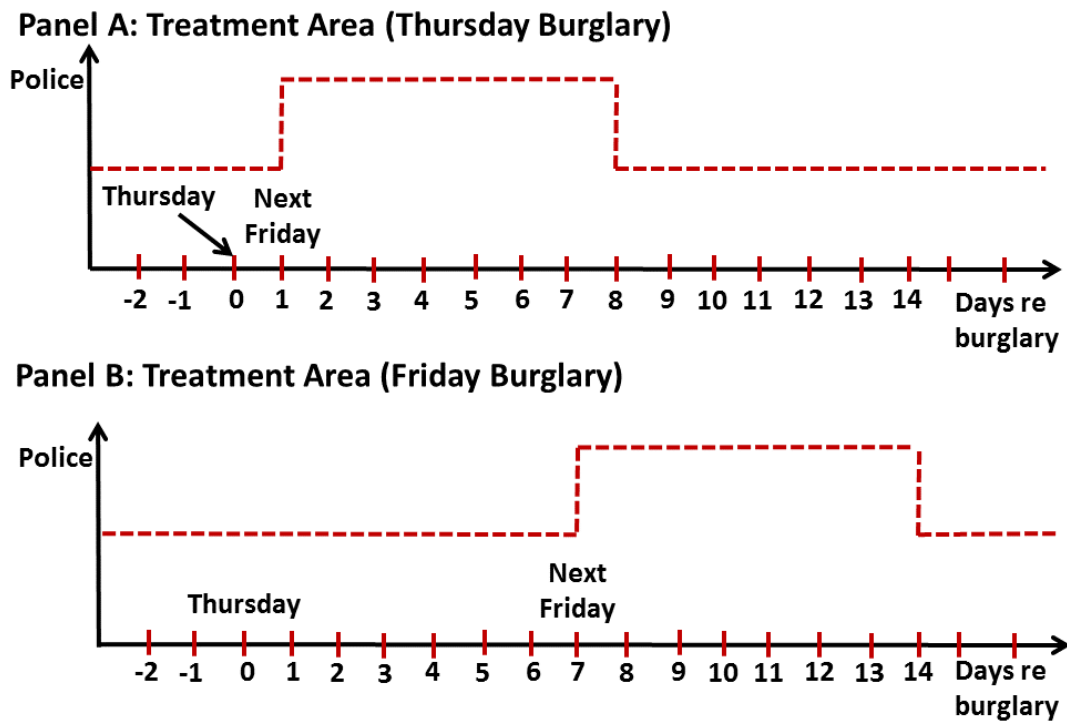 Panel A: Treatment Area (Thursday Burglary)
Police
Thursday
Next
Friday
-2 -1 0 1 2 3 4 5 6 7 8 9 10 11 12 13 14 Days re
burglary
Panel B: Treatment Area (Friday Burglary)
Police
Next
Friday
Thursday
-2 -1 0 1 2 3 4 5 6 7 8 9 10 11 12 13 14 Days re
burglary